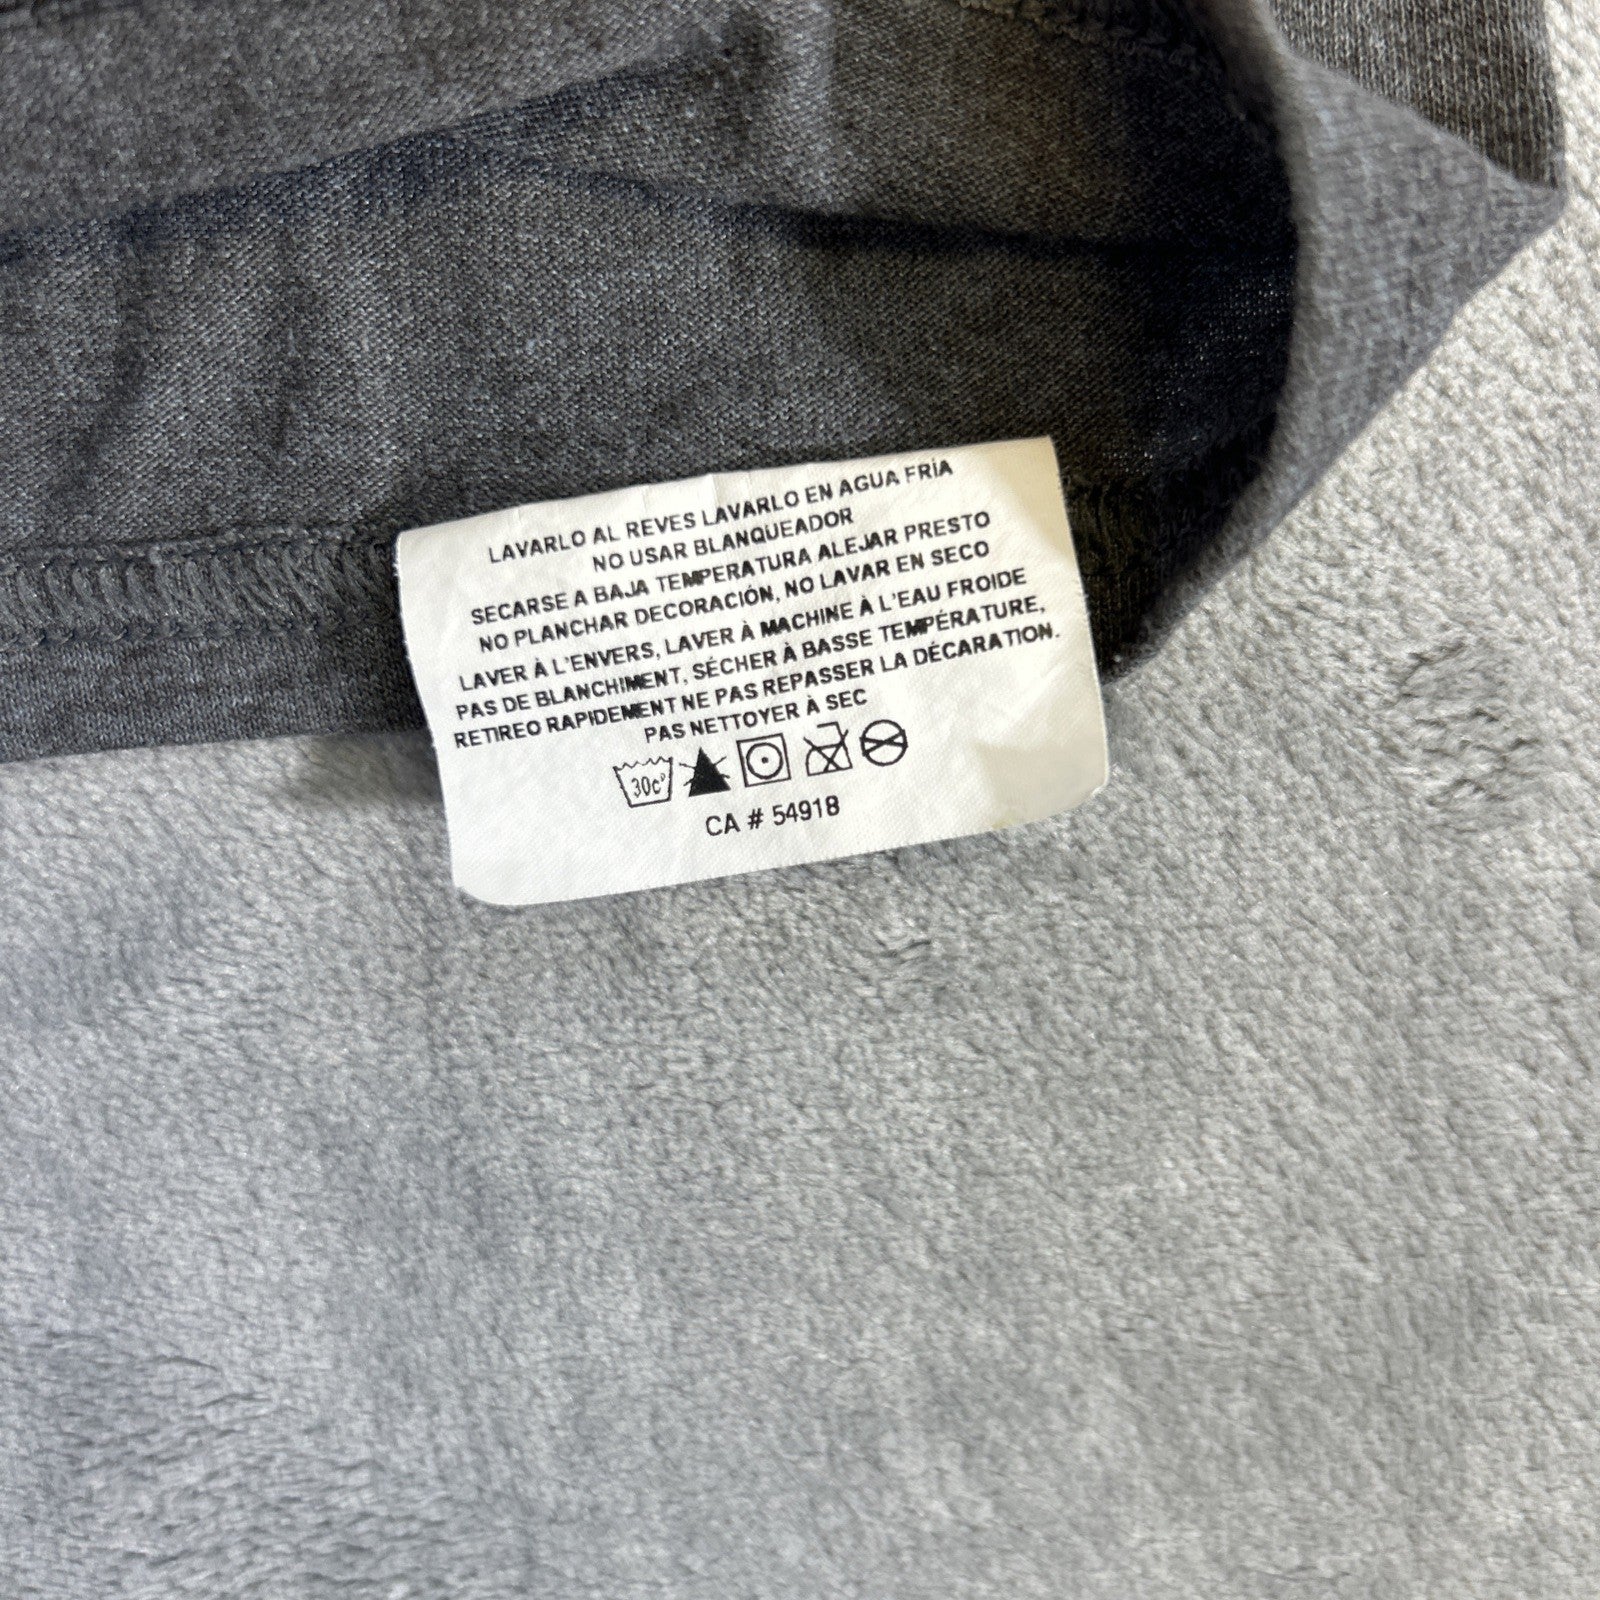 LAVARLO AL REVES LAVARLO EN AGUA FRÍA
NO USAR BLANQUEADOR
SECARSE A BAJA TEMPERATURA ALEJAR PRESTO
NO PLANCHAR DECORACIÓN, NO LAVAR EN SECO
LAVER À L'ENVERS, LAVER À MACHINE À L'EAU FROIDE
PAS DE BLANCHIMENT, SÉCHER À BASSE TEMPÉRATURE,
RETIREO RAPIDEMENT NE PAS REPASSER LA DÉCARATION.
PAS NETTOYER À SEC
30c°
CA # 54918